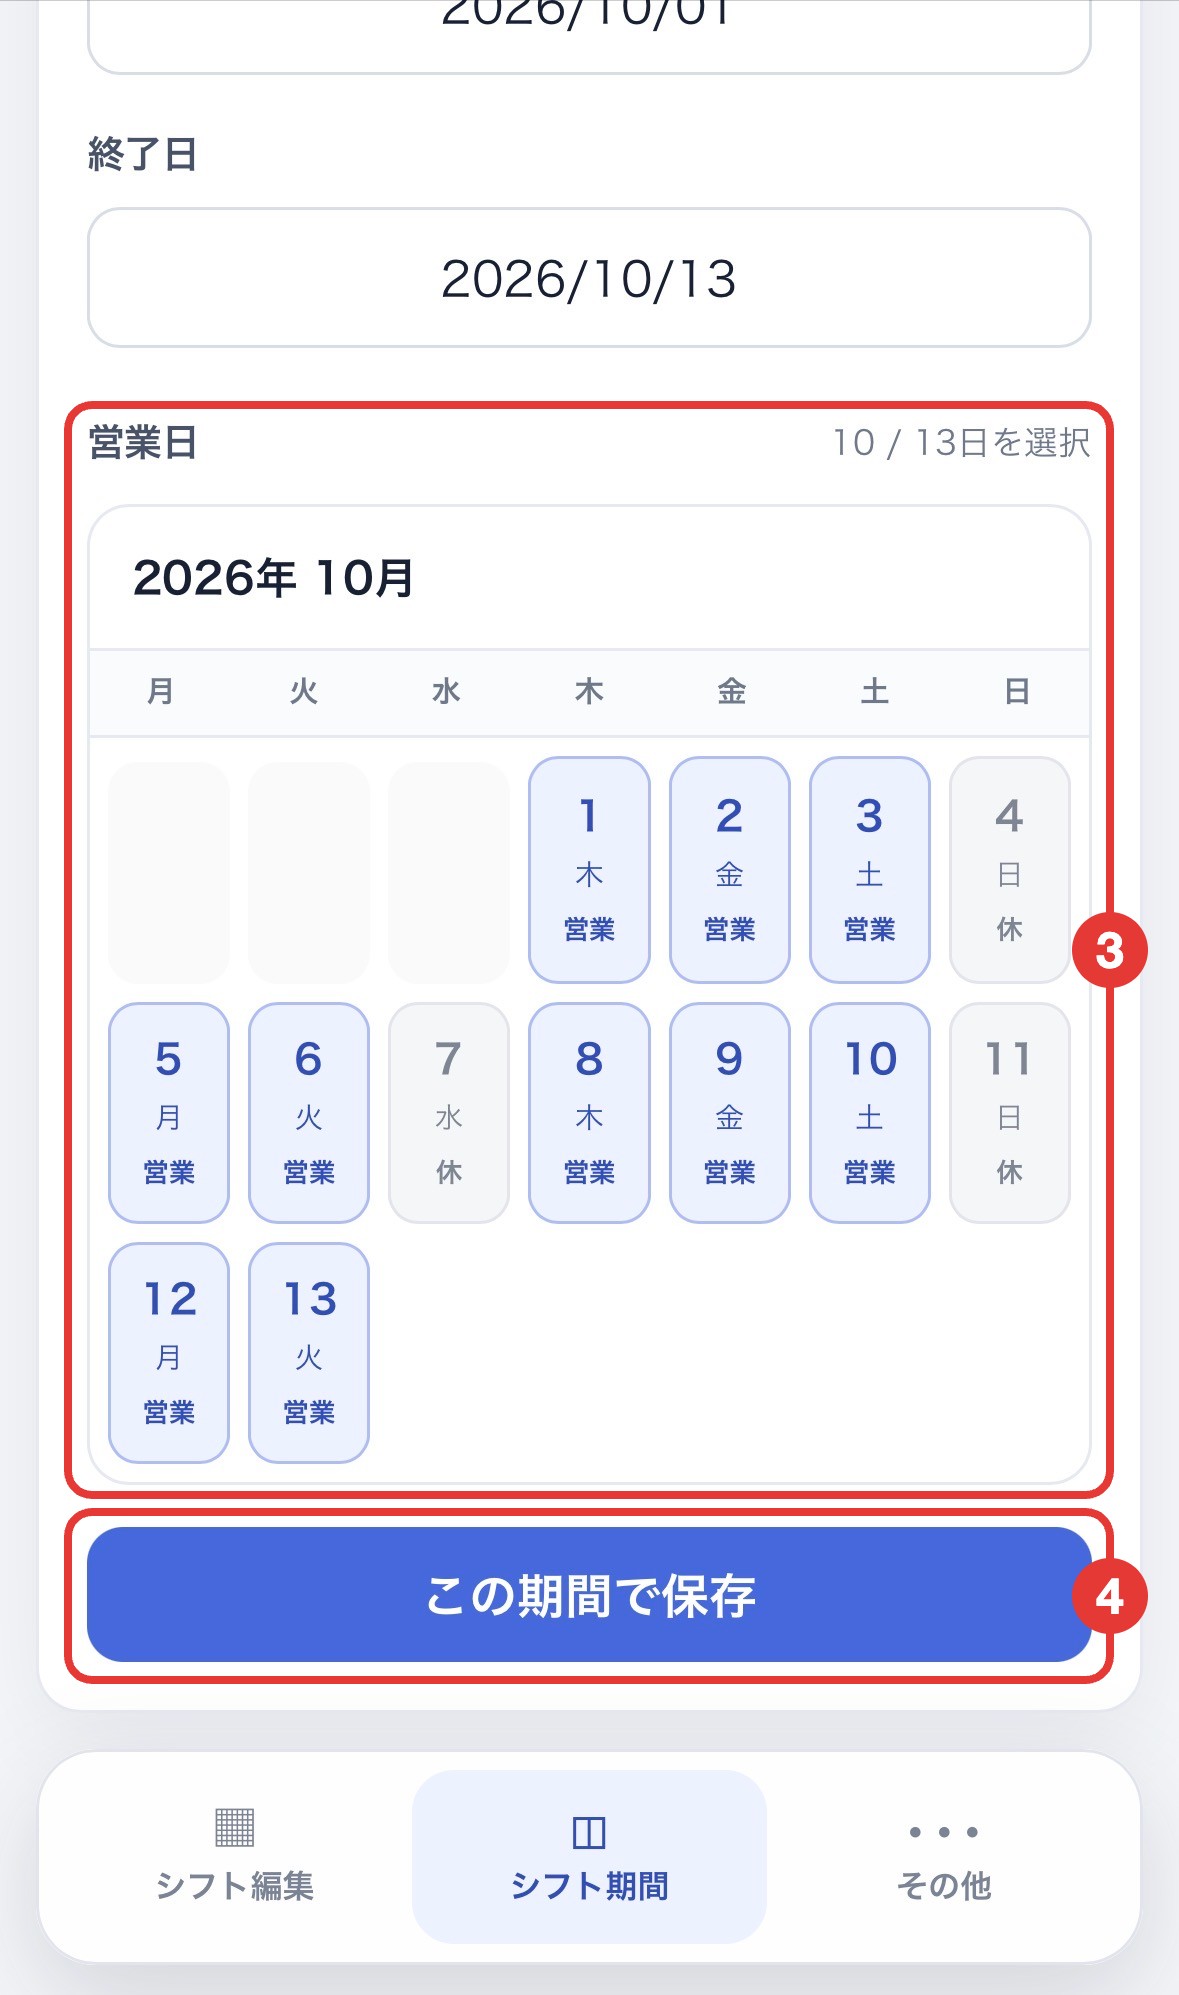 2026/10/01
終了日
2026/10/13
営業日 10 / 13日を選択
2026年 10月
月 火 水 木 金 土 日
1 2 3 4
木 金 土 日
営業 営業 営業 休
3
5 6 7 8 9 10 11
月 火 水 木 金 土 日
営業 営業 休 営業 営業 営業 休
12 13
月 火
営業 営業
この期間で保存 4
シフト編集 シフト期間 その他